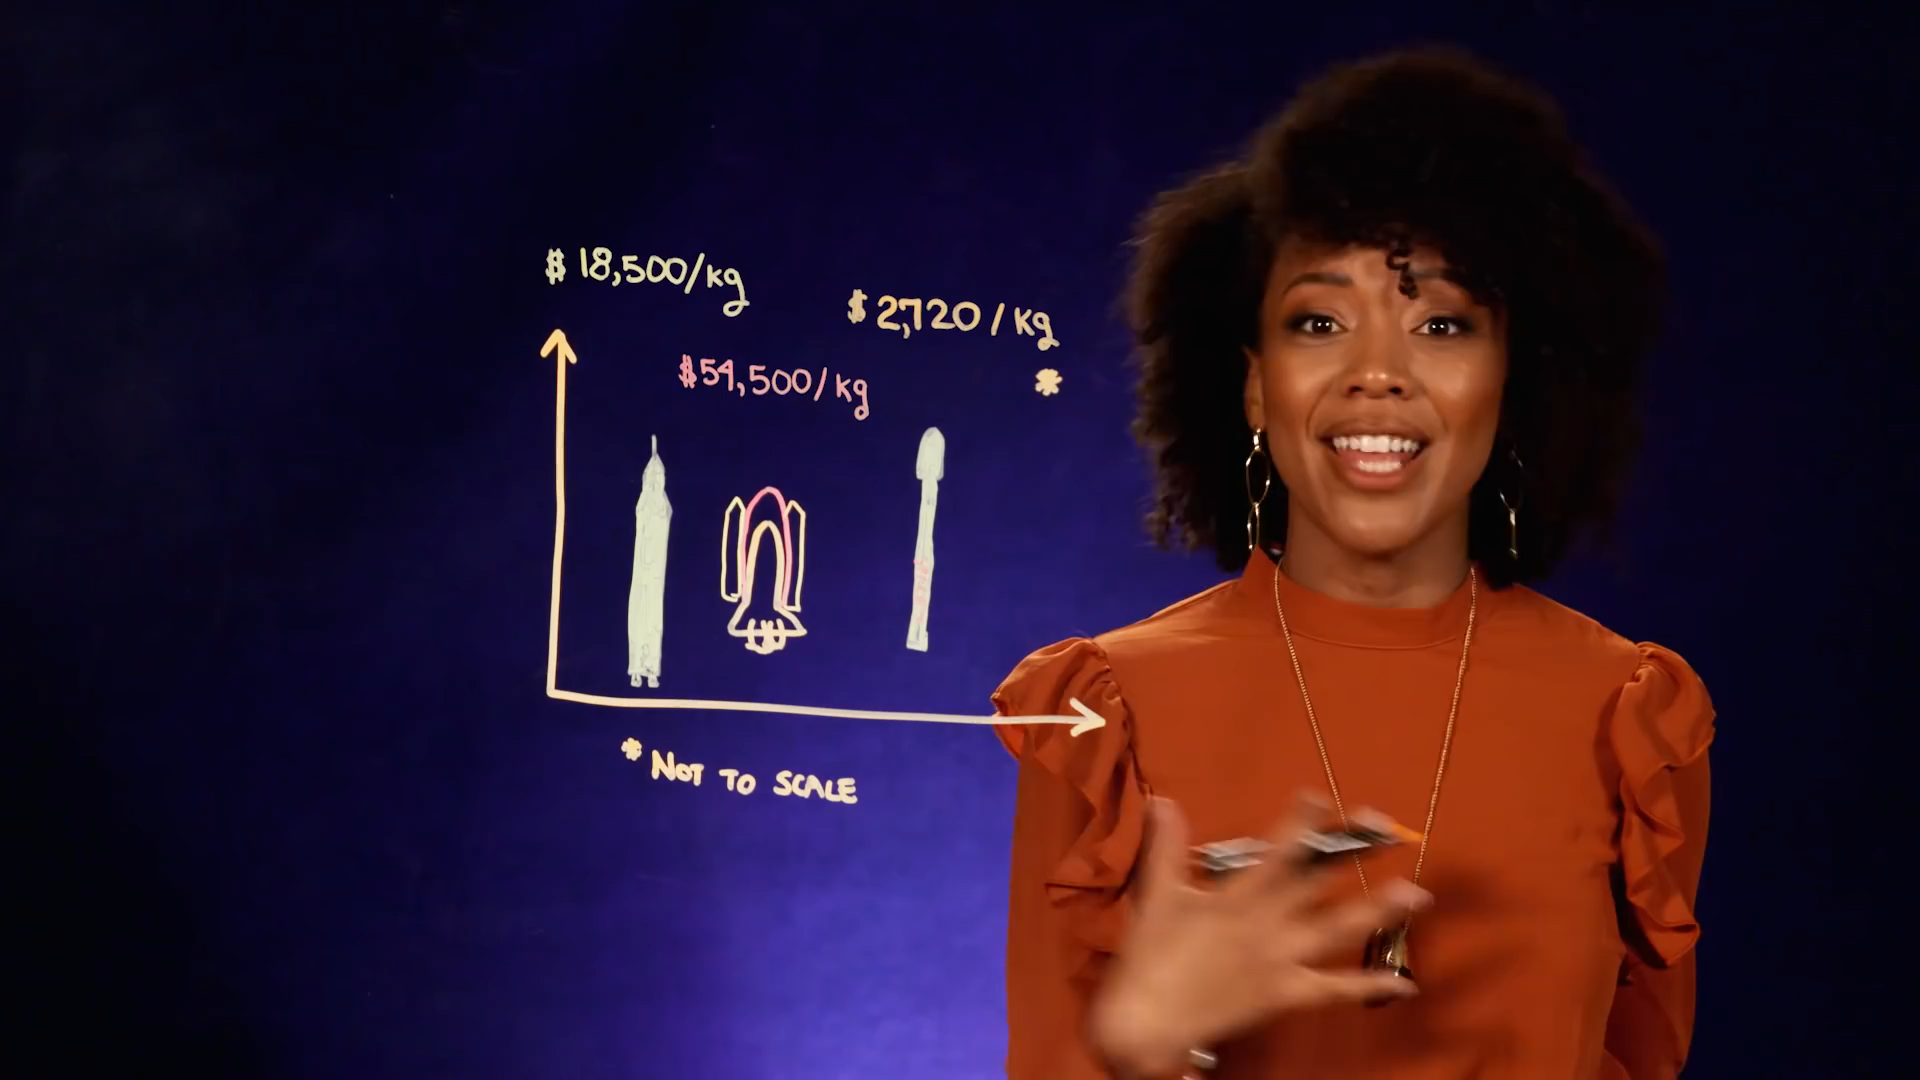 $ 18,500/kg
$ 2,720 / kg
$54,500/kg
*
* NOT TO SCALE